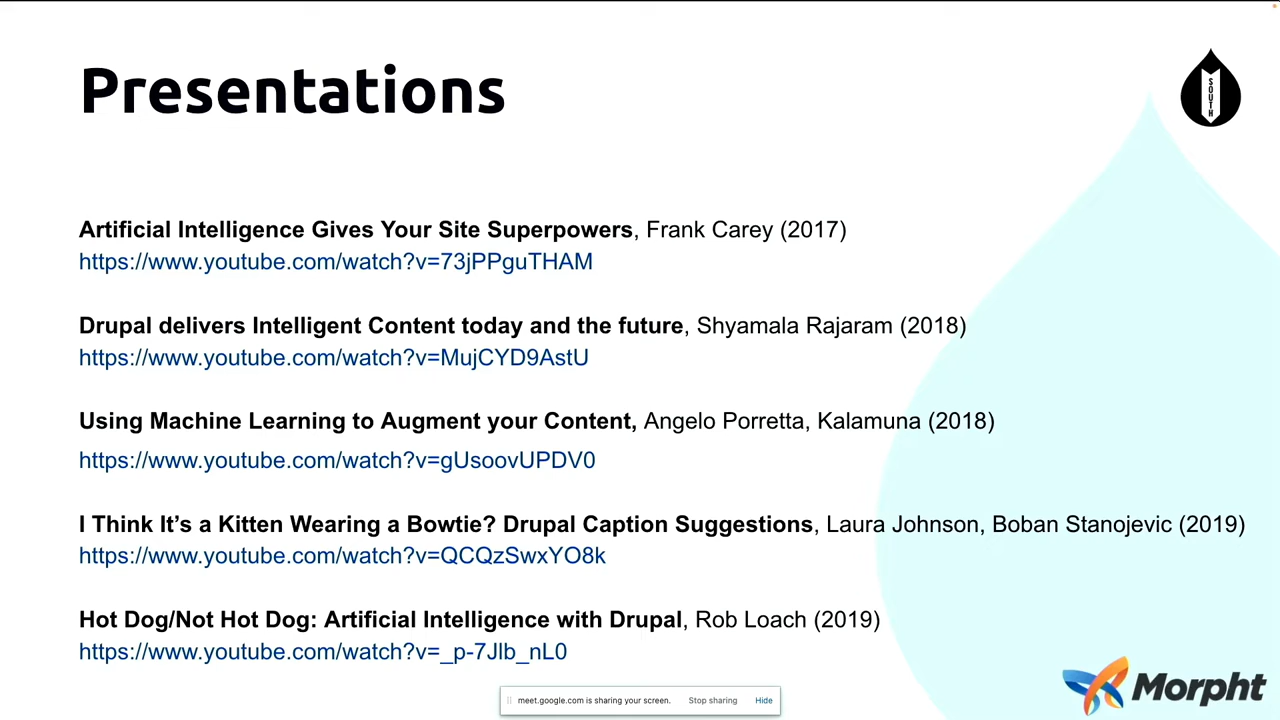 Presentations
SOUTH
Artificial Intelligence Gives Your Site Superpowers, Frank Carey (2017)
https://www.youtube.com/watch?v=73jPPguTHAM
Drupal delivers Intelligent Content today and the future, Shyamala Rajaram (2018)
https://www.youtube.com/watch?v=MujCYD9AstU
Using Machine Learning to Augment your Content, Angelo Porretta, Kalamuna (2018)
https://www.youtube.com/watch?v=gUsoovUPDV0
I Think It’s a Kitten Wearing a Bowtie? Drupal Caption Suggestions, Laura Johnson, Boban Stanojevic (2019)
https://www.youtube.com/watch?v=QCQzSwxYO8k
Hot Dog/Not Hot Dog: Artificial Intelligence with Drupal, Rob Loach (2019)
https://www.youtube.com/watch?v=_p-7Jlb_nL0
Morpht
meet.google.com is sharing your screen. Stop sharing Hide